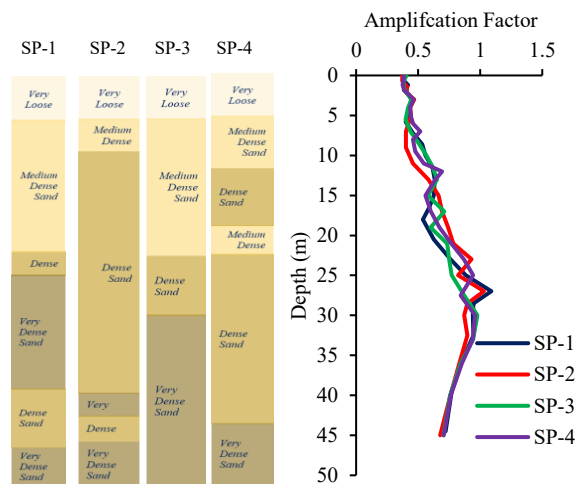 SP-1
SP-2
SP-3
SP-4
Very
Loose
Medium
Dense
Sand
Dense
Very
Dense
Sand
Dense
Sand
Very
Dense
Sand
Very
Loose
Medium
Dense
Dense
Sand
Very
Dense
Very
Dense
Sand
Very
Loose
Medium
Dense
Sand
Dense
Sand
Very
Dense
Sand
Very
Loose
Medium
Dense
Sand
Dense
Sand
Medium
Dense
Dense
Sand
Very
Dense
Sand
Amplifcation Factor
0 0.5 1 1.5
Depth (m)
0
5
10
15
20
25
30
35
40
45
50
SP-1
SP-2
SP-3
SP-4